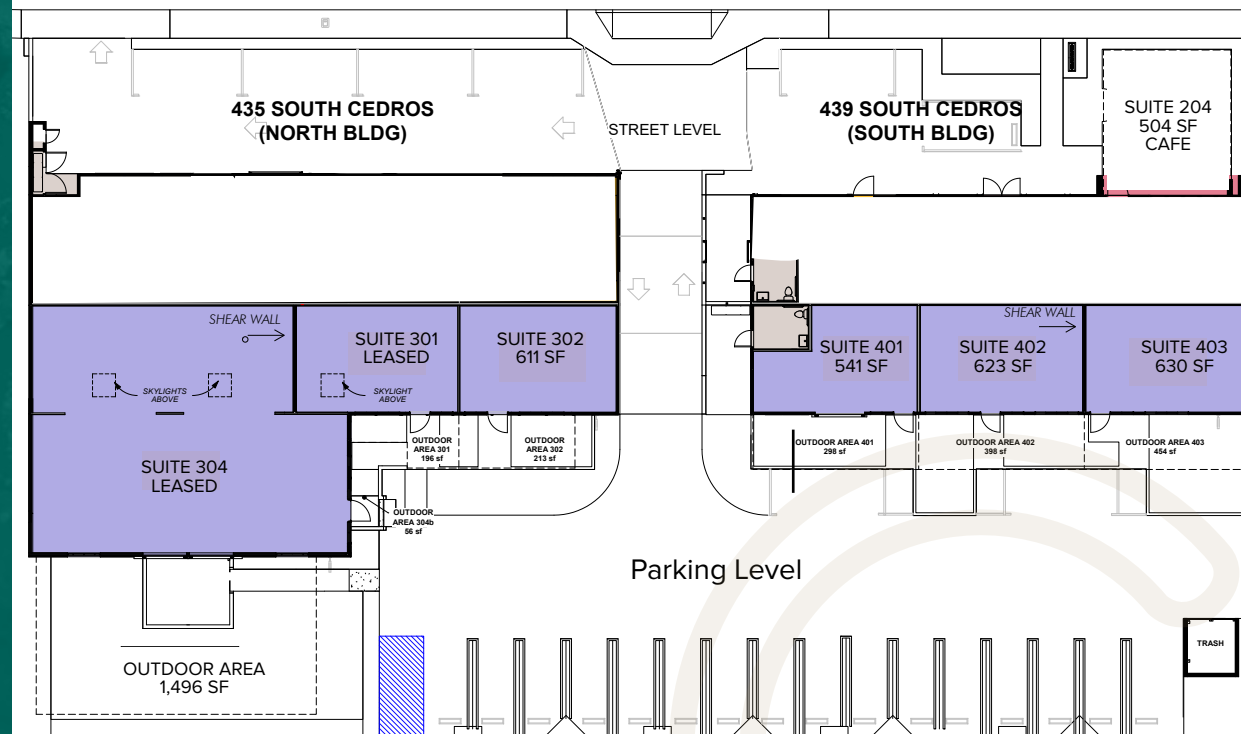 435 SOUTH CEDROS
(NORTH BLDG)
STREET LEVEL
439 SOUTH CEDROS
(SOUTH BLDG)
SUITE 204
504 SF
CAFE
SHEAR WALL
SKYLIGHTS
ABOVE
SUITE 301
LEASED
SKYLIGHT
ABOVE
SUITE 302
611 SF
SUITE 401
541 SF
SHEAR WALL
SUITE 402
623 SF
SUITE 403
630 SF
SUITE 304
LEASED
OUTDOOR
AREA 301
196 sf
OUTDOOR
AREA 302
213 sf
OUTDOOR AREA 401
298 sf
OUTDOOR AREA 402
398 sf
OUTDOOR AREA 403
454 sf
OUTDOOR
AREA 304b
56 sf
Parking Level
OUTDOOR AREA
1,496 SF
TRASH